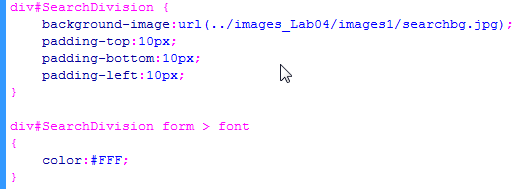 div#SearchDivision {
background-image:url(../images_Lab04/images1/searchbg.jpg);
padding-top:10px;
padding-bottom:10px;
padding-left:10px;
}
div#SearchDivision form > font
{
color:#FFF;
}